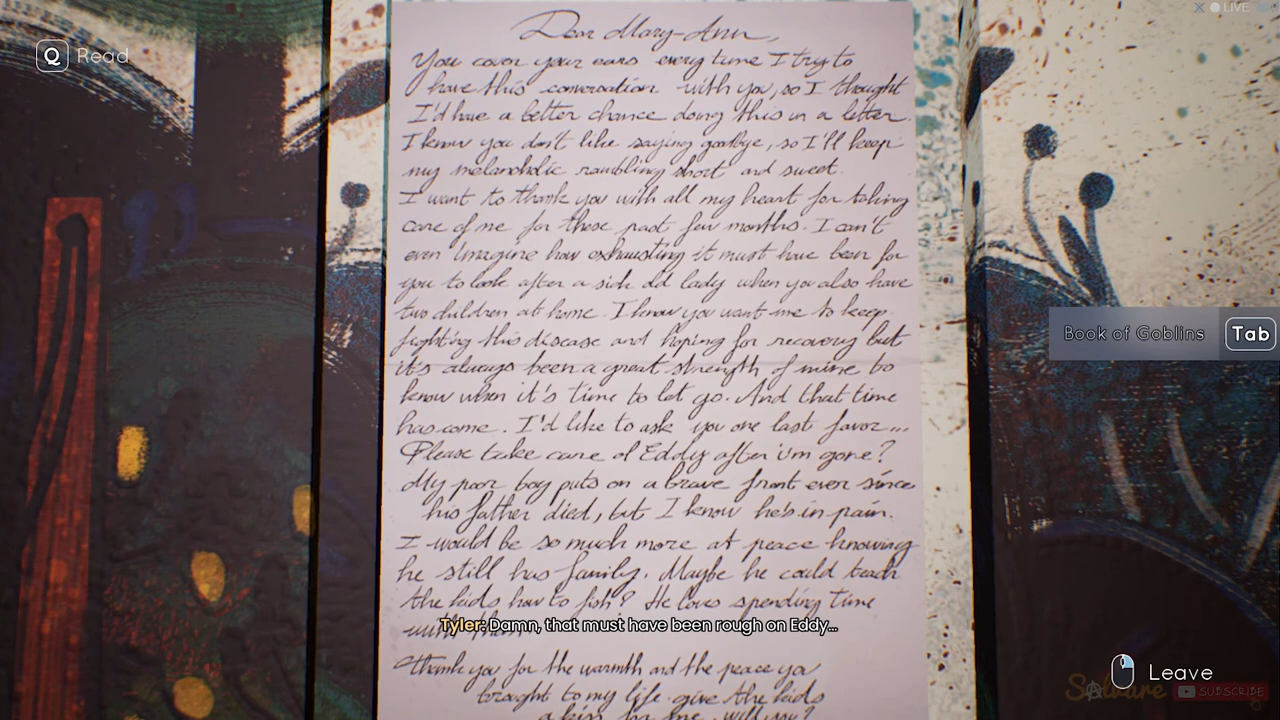 LIVE
Q Read
Dear Mary-Ann,
You cover your ears every time I try to
have this conversation with you, so I thought
I'd have a better chance doing this in a letter.
I know you don't like saying goodbye, so I'll keep
my melancholic rambling short and sweet.
I want to thank you with all my heart for taking
care of me for these past few months. I can't
even imagine how exhausting it must have been for
you to look after a sick old lady when you also have
two children at home. I know you want me to keep
fighting this disease and hoping for recovery but
it's always been a great strength of mine to
know when it's time to let go. And that time
has come. I'd like to ask you one last favor...
Please take care of Eddy after i'm gone?
My poor boy puts on a brave front ever since
his father died, but I know he's in pain.
I would be so much more at peace knowing
he still has family. Maybe he could teach
the kids how to fish? He loves spending time
with them.
Tyler: Damn, that must have been rough on Eddy...
Thank you for the warmth and the peace you
brought to my life. give the kids
a kiss for me, will you?
Book of Goblins Tab
Leave
SUBSCRIBE